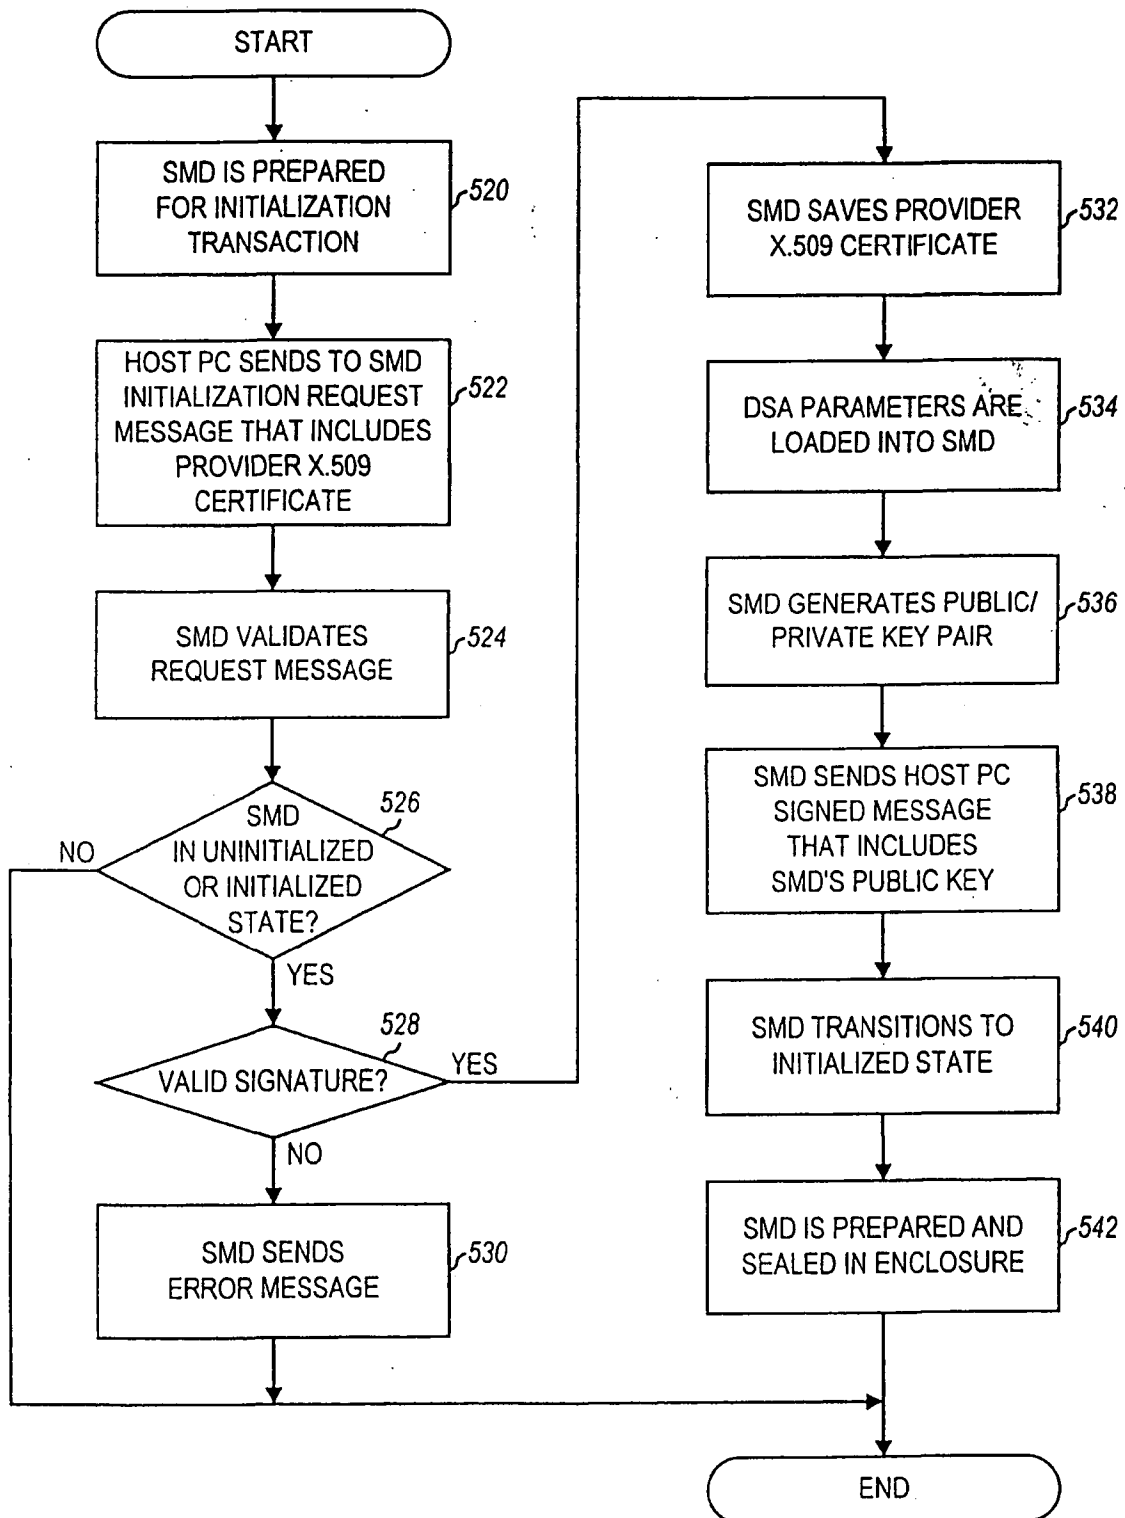 START
SMD IS PREPARED
FOR INITIALIZATION
TRANSACTION
520
HOST PC SENDS TO SMD
INITIALIZATION REQUEST
MESSAGE THAT INCLUDES
PROVIDER X.509
CERTIFICATE
522
SMD VALIDATES
REQUEST MESSAGE
524
SMD
IN UNINITIALIZED
OR INITIALIZED
STATE?
526
NO
YES
VALID SIGNATURE?
528
YES
NO
SMD SENDS
ERROR MESSAGE
530
SMD SAVES PROVIDER
X.509 CERTIFICATE
532
DSA PARAMETERS ARE
LOADED INTO SMD
534
SMD GENERATES PUBLIC/
PRIVATE KEY PAIR
536
SMD SENDS HOST PC
SIGNED MESSAGE
THAT INCLUDES
SMD'S PUBLIC KEY
538
SMD TRANSITIONS TO
INITIALIZED STATE
540
SMD IS PREPARED AND
SEALED IN ENCLOSURE
542
END